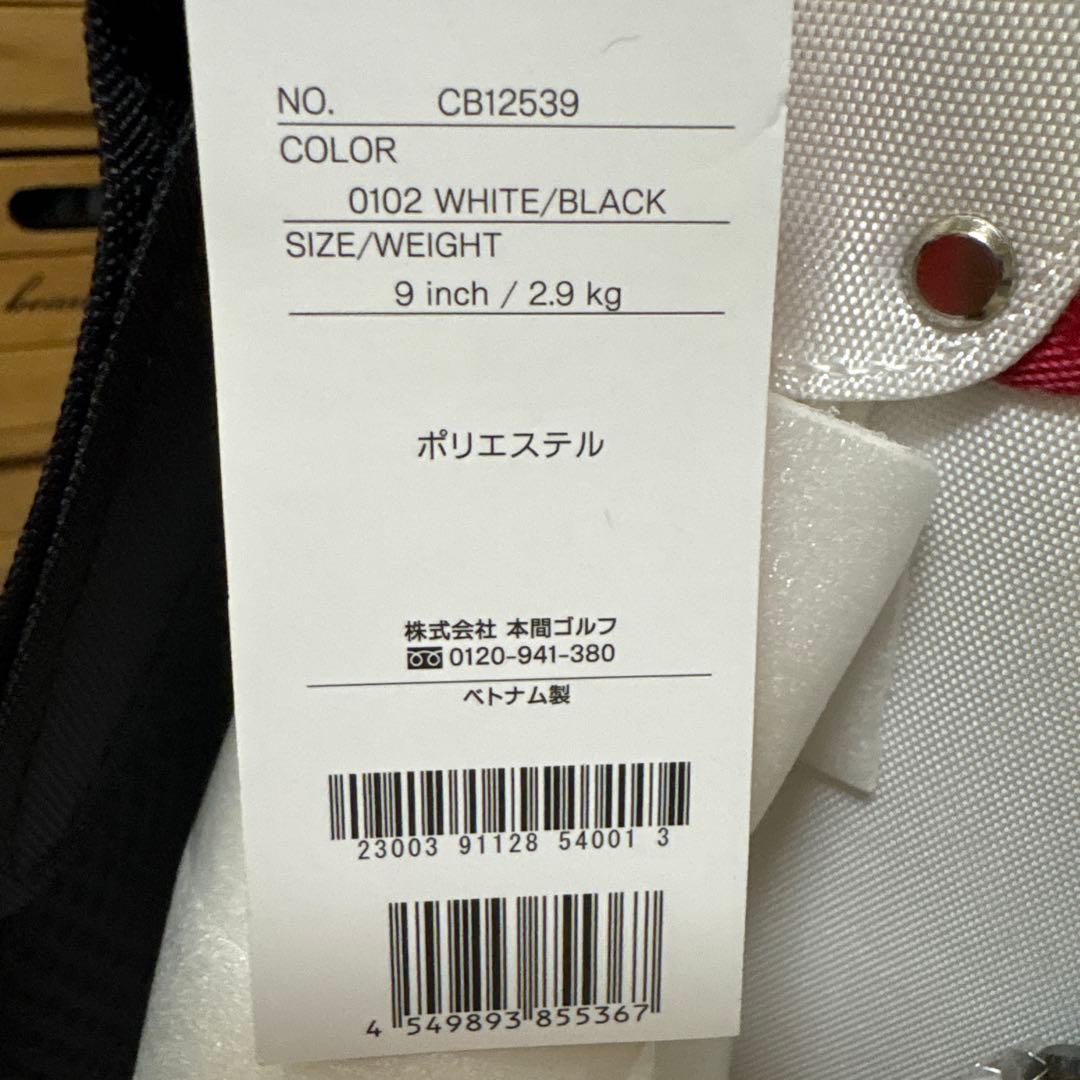 NO. CB12539
COLOR
0102 WHITE/BLACK
SIZE/WEIGHT
9 inch / 2.9 kg
ポリエステル
株式会社 本間ゴルフ
0120-941-380
ベトナム製
23003 91128 54001 3
4 549893 855367